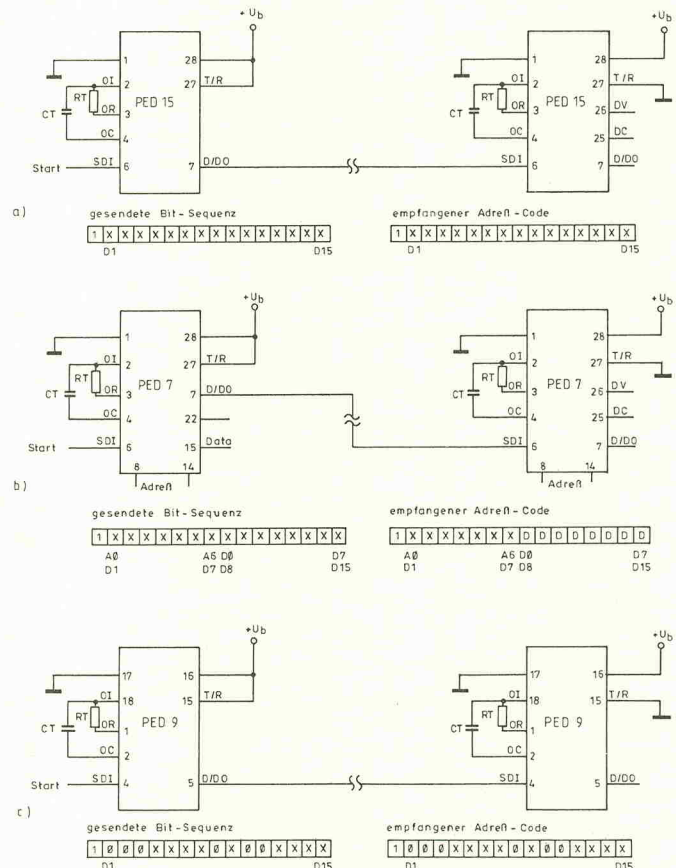 +Ub +Ub
1 28 1 28
OI 2 27 T/R OI 2 27 T/R
RT PED 15 RT PED 15 26 DV
CT OR 3 CT OR 3 25 DC
OC 4 OC 4
Start SDI 6 7 D/DO SDI 6 7 D/DO
a)
gesendete Bit-Sequenz empfangener Adreß-Code
1 X X X X X X X X X X X X X X X 1 X X X X X X X X X X X X X X X
D1 D15 D1 D15
+Ub +Ub
1 28 1 28
OI 2 27 T/R OI 2 27 T/R
RT PED 7 RT PED 7
CT OR 3 7 D/DO CT OR 3 26 DV
OC 4 22 OC 4 25 DC
Start SDI 6 15 Data SDI 6 7 D/DO
8 14 8 14
Adreß Adreß
b)
gesendete Bit-Sequenz empfangener Adreß-Code
1 X X X X X X X X X X X X X X X 1 X X X X X X X D D D D D D D D
A0 A6 D0 D7 A0 A6 D0 D7
D1 D7 D8 D15 D1 D7 D8 D15
+Ub +Ub
17 16 17 16
OI 18 15 T/R OI 18 15 T/R
RT PED 9 RT PED 9
CT OR 1 CT OR 1
OC 2 OC 2
Start SDI 4 5 D/DO SDI 4 5 D/DO
c)
gesendete Bit-Sequenz empfangener Adreß-Code
1 0 0 0 X X X X 0 X 0 0 X X X X 1 0 0 0 X X X X 0 X 0 0 X X X X
D1 D15 D1 D15